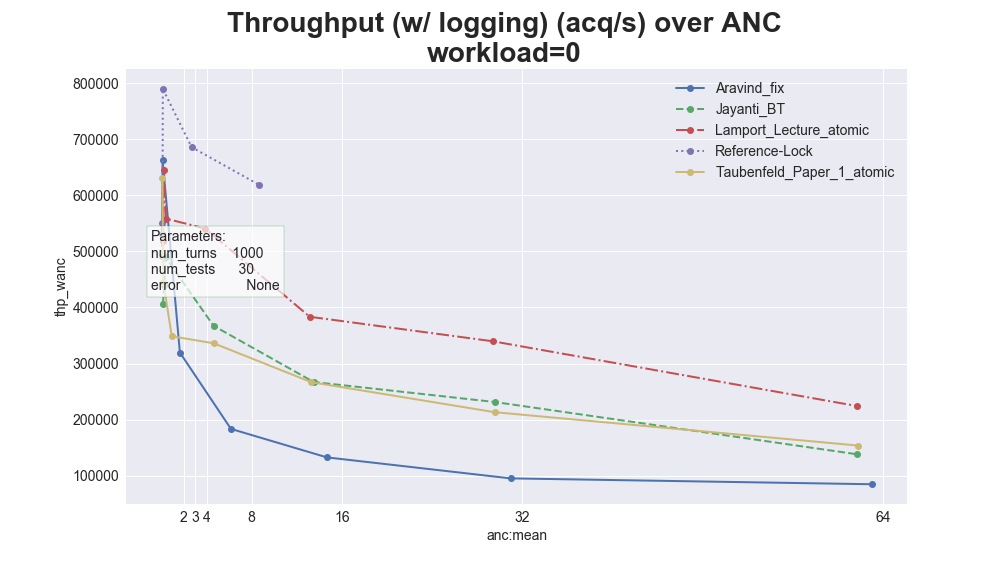 Throughput (w/ logging) (acq/s) over ANC
workload=0
800000
700000
600000
500000
400000
300000
200000
100000
thp_wanc
Aravind_fix
Jayanti_BT
Lamport_Lecture_atomic
Reference-Lock
Taubenfeld_Paper_1_atomic
Parameters:
num_turns 1000
num_tests 30
error None
2 3 4 8 16 32 64
anc:mean